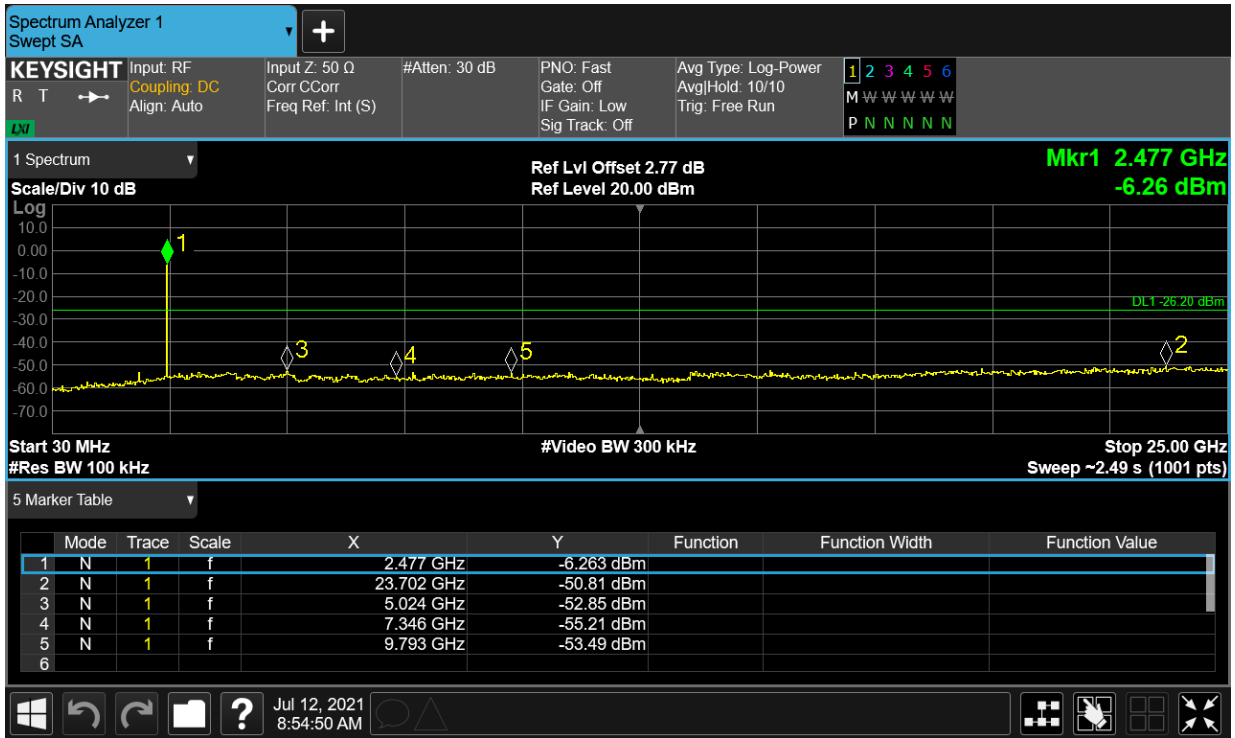 Spectrum Analyzer 1
Swept SA
KEYSIGHT
R T
LXI
Input: RF
Coupling: DC
Align: Auto
Input Z: 50 Ω
Corr CCorr
Freq Ref: Int (S)
#Atten: 30 dB
PNO: Fast
Gate: Off
IF Gain: Low
Sig Track: Off
Avg Type: Log-Power
Avg|Hold: 10/10
Trig: Free Run
1 2 3 4 5 6
M W W W W W
P N N N N N
1 Spectrum
Scale/Div 10 dB
Ref Lvl Offset 2.77 dB
Ref Level 20.00 dBm
Mkr1 2.477 GHz
-6.26 dBm
Log
10.0
0.00
-10.0
-20.0
-30.0
-40.0
-50.0
-60.0
-70.0
1
3
4
5
2
DL1 -26.20 dBm
Start 30 MHz
#Res BW 100 kHz
#Video BW 300 kHz
Stop 25.00 GHz
Sweep ~2.49 s (1001 pts)
5 Marker Table
Mode Trace Scale X Y Function Function Width Function Value
1 N 1 f 2.477 GHz -6.263 dBm
2 N 1 f 23.702 GHz -50.81 dBm
3 N 1 f 5.024 GHz -52.85 dBm
4 N 1 f 7.346 GHz -55.21 dBm
5 N 1 f 9.793 GHz -53.49 dBm
6
?
Jul 12, 2021
8:54:50 AM